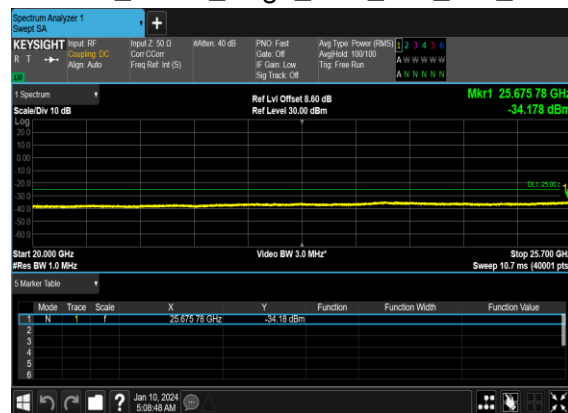 Spectrum Analyzer 1
Swept SA
KEYSIGHT Input: RF Input Z: 50 Ω #Atten: 40 dB PNO: Fast Avg Type: Power (RMS) 1 2 3 4 5 6
R T Coupling: DC Corr CCorr Gate: Off Avg|Hold: 100/100 A W W W W W
Align: Auto Freq Ref: Int (S) IF Gain: Low Trig: Free Run
Sig Track: Off A N N N N N
1 Spectrum
Scale/Div 10 dB
Ref Lvl Offset 8.60 dB
Ref Level 30.00 dBm
Mkr1 25.675 78 GHz
-34.178 dBm
Log
20.0
10.0
0.00
-10.0
-20.0
-30.0
-40.0
-50.0
-60.0
Start 20.000 GHz Video BW 3.0 MHz* Stop 25.700 GHz
#Res BW 1.0 MHz Sweep 10.7 ms (40001 pts)
5 Marker Table
Mode Trace Scale X Y Function Function Width Function Value
1 N 1 f 25.675 78 GHz -34.18 dBm
2
3
4
5
6
? Jan 10, 2024
5:08:48 AM